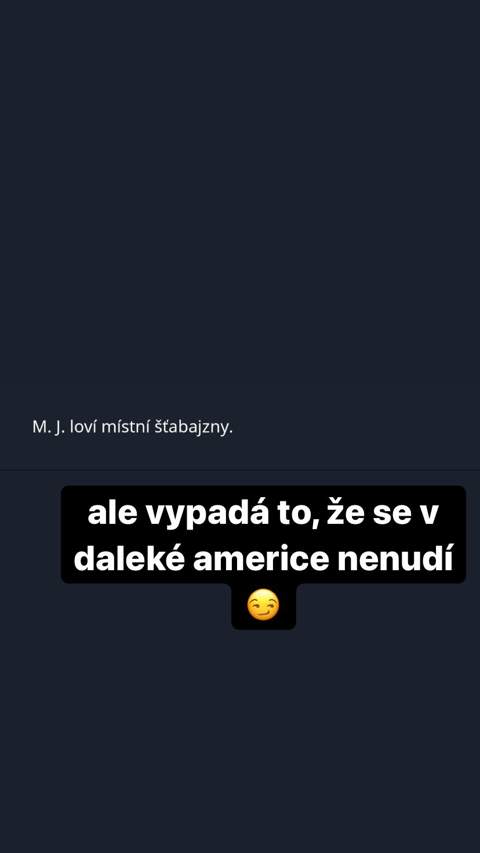 M. J. loví místní šťabajzny.
ale vypadá to, že se v
daleké americe nenudí
😏